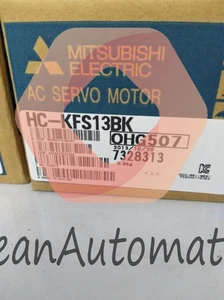 MITSUBISHI
ELECTRIC
AC SERVO MOTOR
HC-KFS13BK
OHG507
7328313
eanAutomat